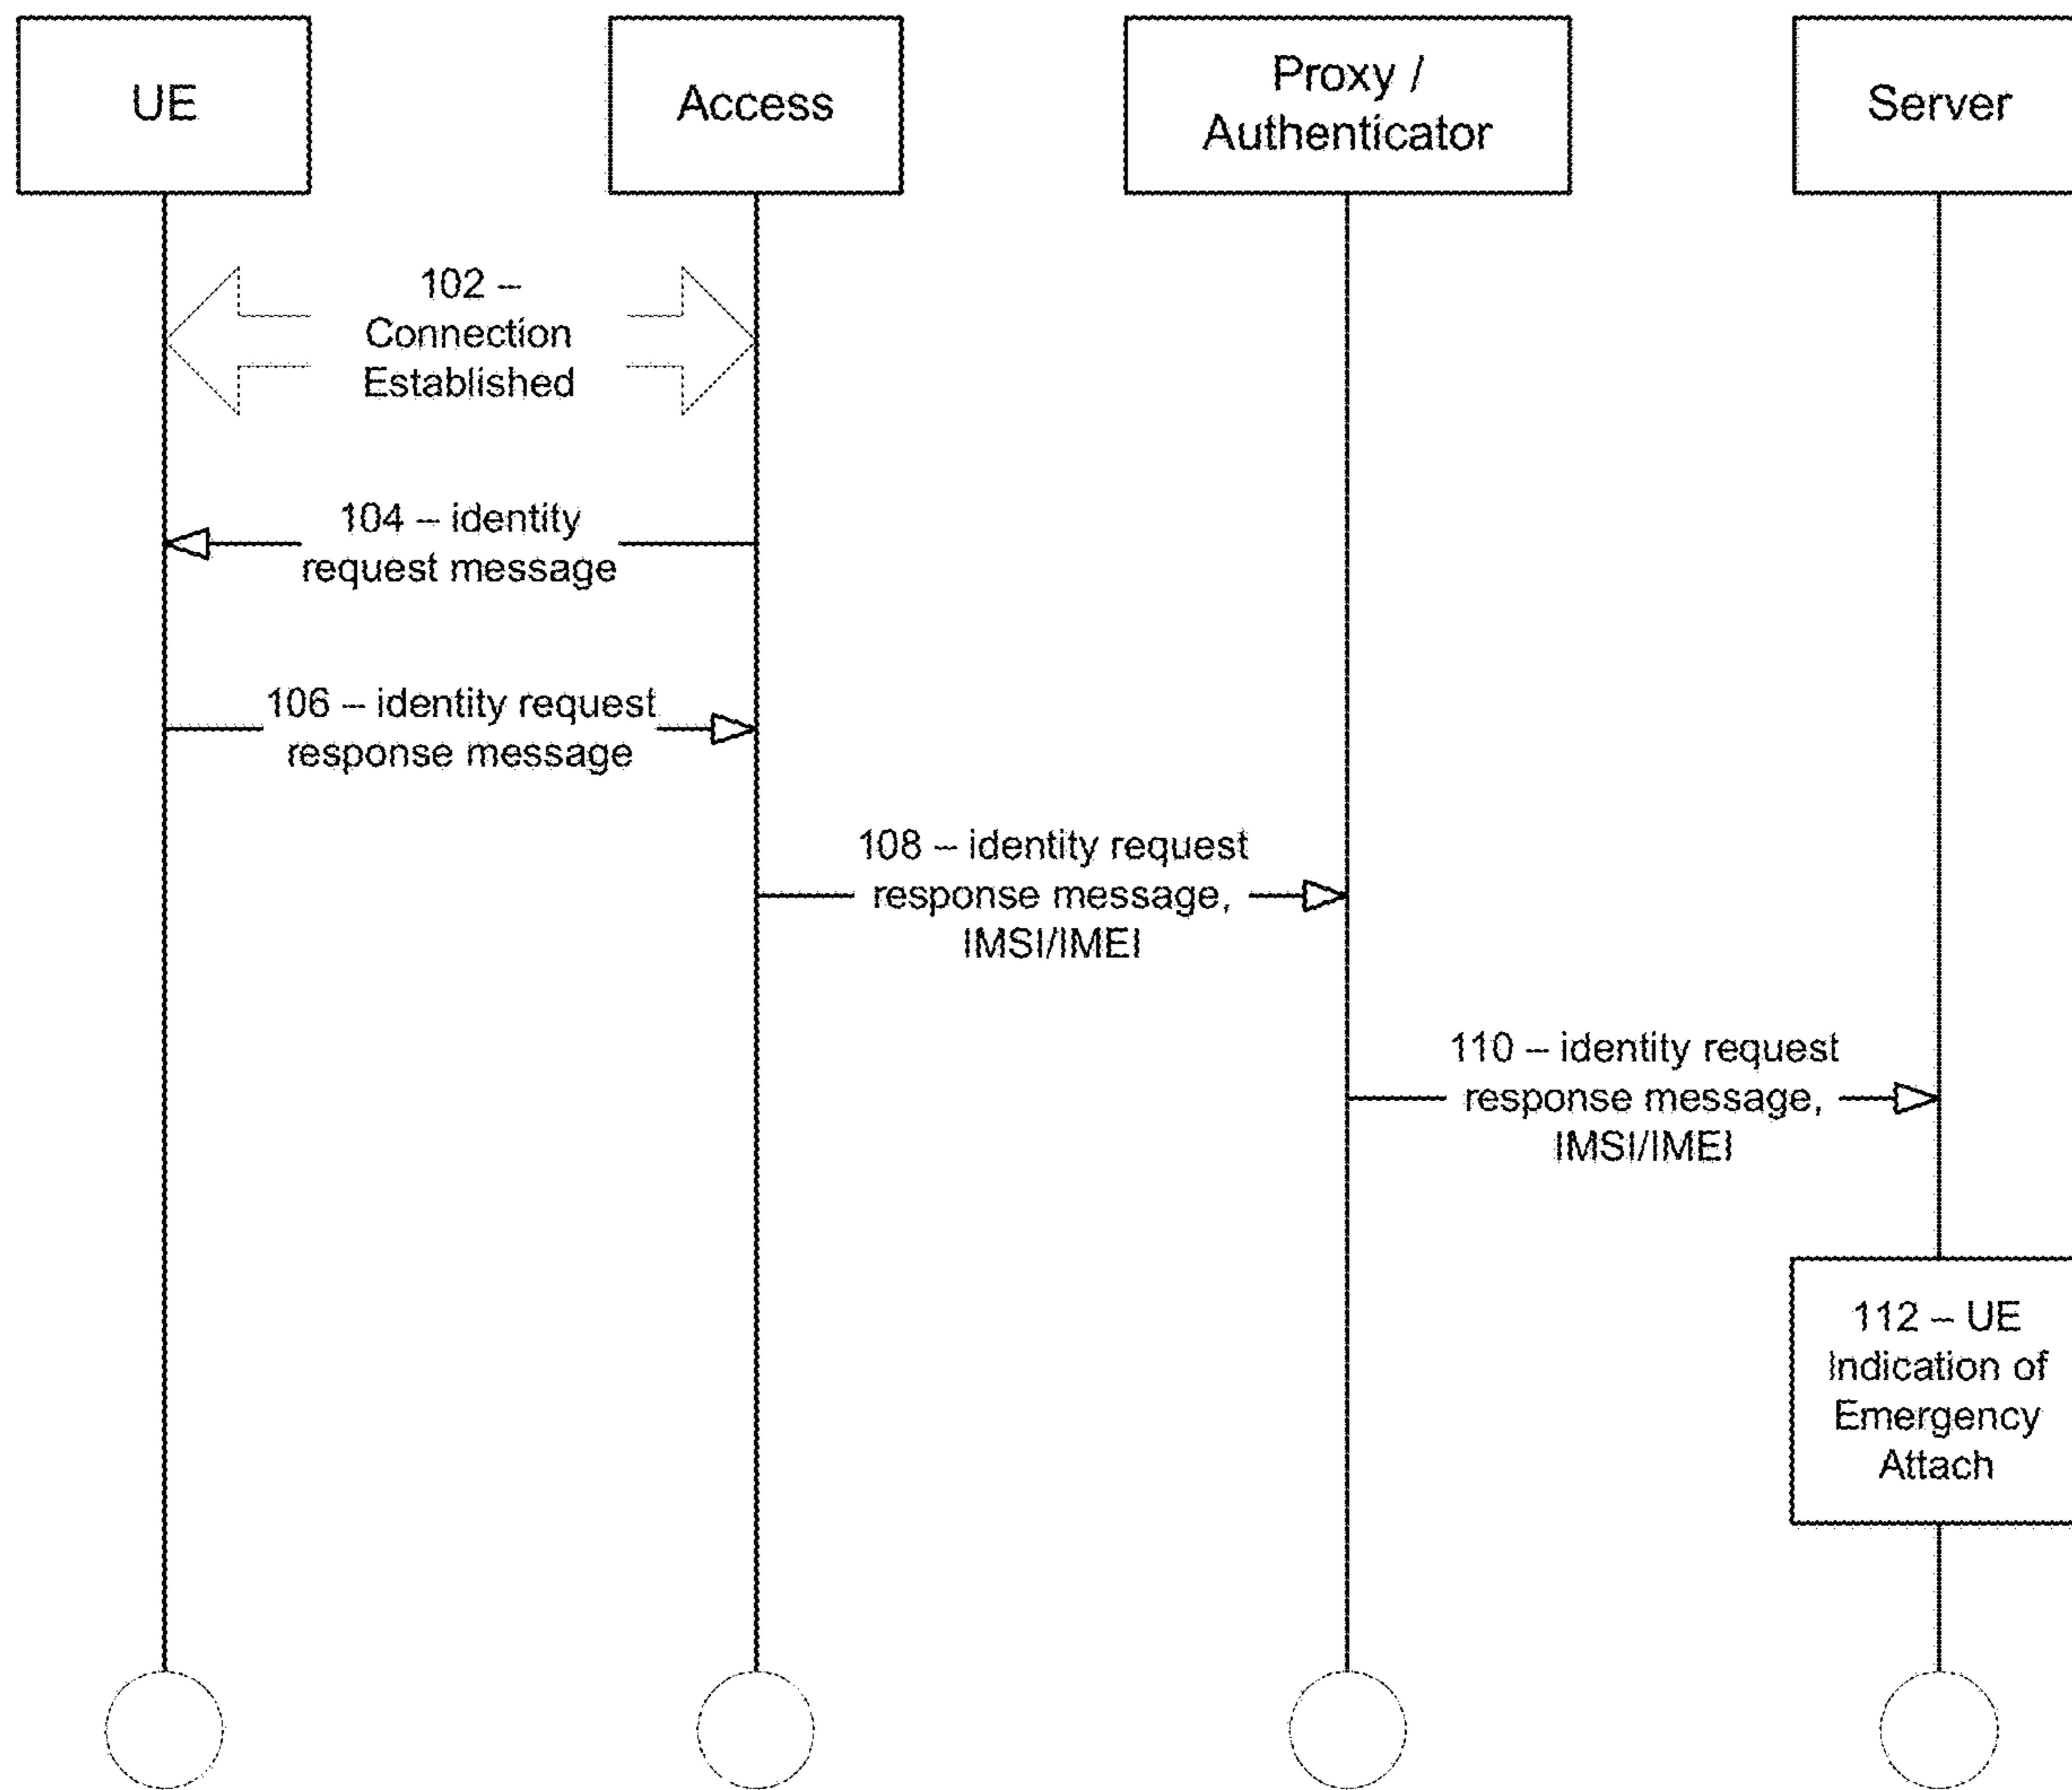 UE
Access
Proxy /
Authenticator
Server
102 –
Connection
Established
104 – identity
request message
106 – identity request
response message
108 – identity request
response message,
IMSI/IMEI
110 – identity request
response message,
IMSI/IMEI
112 – UE
Indication of
Emergency
Attach